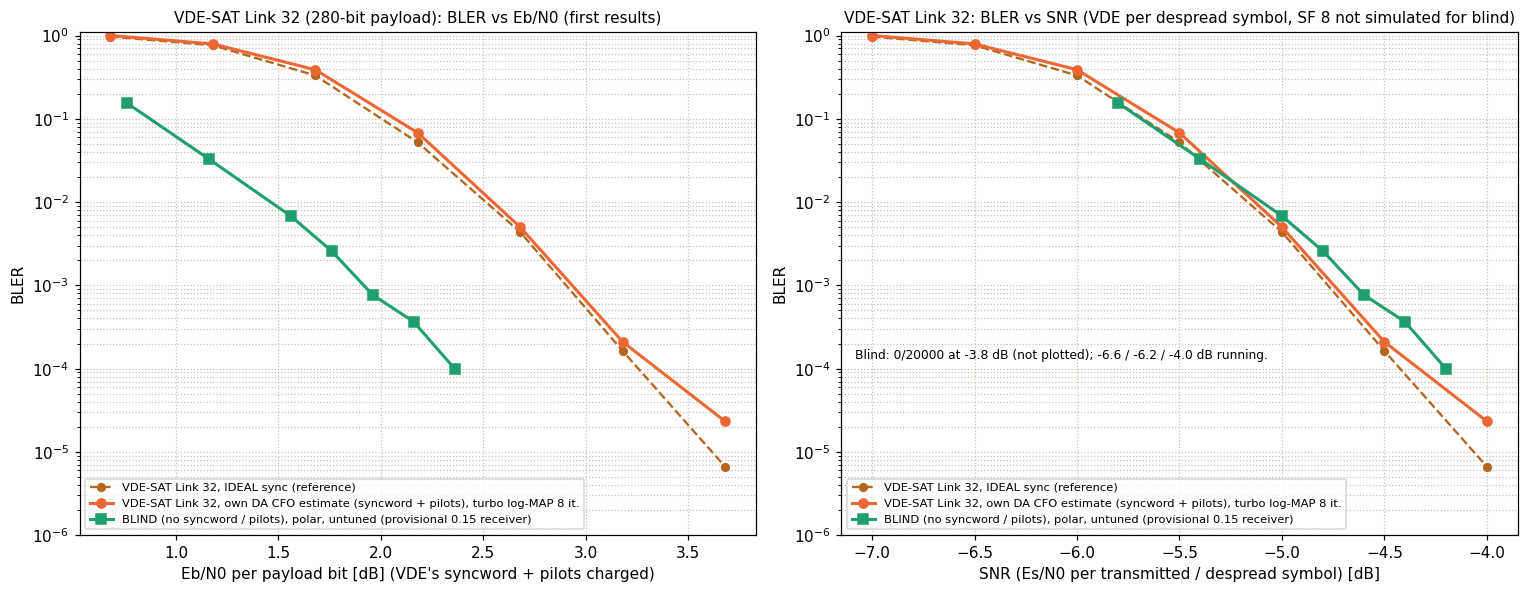 VDE-SAT Link 32 (280-bit payload): BLER vs Eb/N0 (first results)
10⁰
10⁻¹
10⁻²
10⁻³
10⁻⁴
10⁻⁵
10⁻⁶
BLER
VDE-SAT Link 32, IDEAL sync (reference)
VDE-SAT Link 32, own DA CFO estimate (syncword + pilots), turbo log-MAP 8 it.
BLIND (no syncword / pilots), polar, untuned (provisional 0.15 receiver)
1.0 1.5 2.0 2.5 3.0 3.5
Eb/N0 per payload bit [dB] (VDE's syncword + pilots charged)
VDE-SAT Link 32: BLER vs SNR (VDE per despread symbol, SF 8 not simulated for blind)
10⁰
10⁻¹
10⁻²
10⁻³
10⁻⁴
10⁻⁵
10⁻⁶
BLER
Blind: 0/20000 at -3.8 dB (not plotted); -6.6 / -6.2 / -4.0 dB running.
VDE-SAT Link 32, IDEAL sync (reference)
VDE-SAT Link 32, own DA CFO estimate (syncword + pilots), turbo log-MAP 8 it.
BLIND (no syncword / pilots), polar, untuned (provisional 0.15 receiver)
−7.0 −6.5 −6.0 −5.5 −5.0 −4.5 −4.0
SNR (Es/N0 per transmitted / despread symbol) [dB]